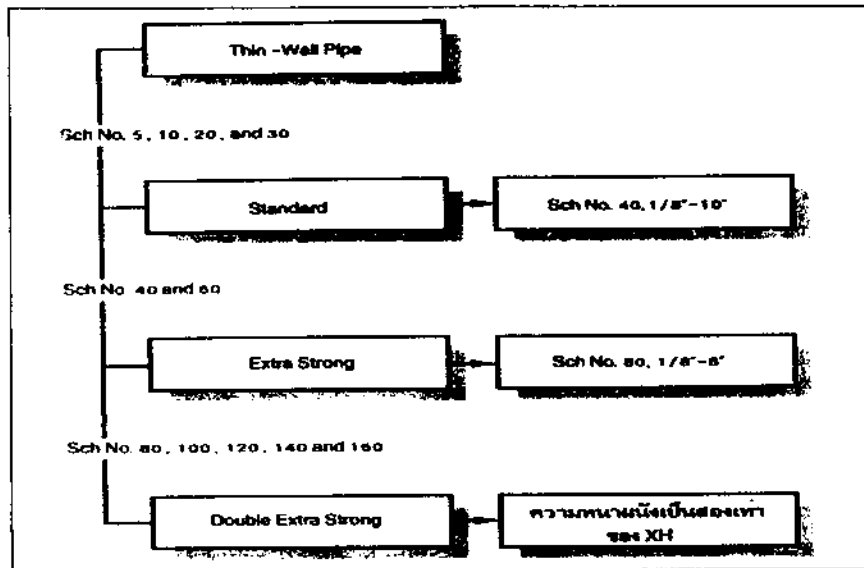 Thin -Wall Pipe
Sch No. 5, 10, 20, and 30
Standard
Sch No. 40, 1/8"-10"
Sch No. 40 and 60
Extra Strong
Sch No. 80, 1/8"-8"
Sch No. 80, 100, 120, 140 and 160
Double Extra Strong
ความหนาผนังเป็นสองเท่า
ของ XH